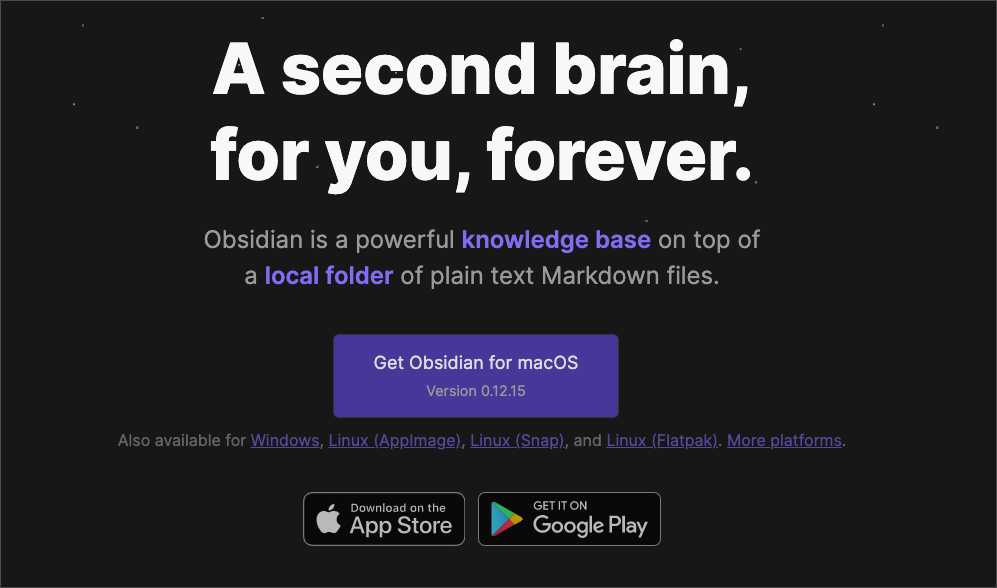 A second brain,
for you, forever.
Obsidian is a powerful knowledge base on top of
a local folder of plain text Markdown files.
Get Obsidian for macOS
Version 0.12.15
Also available for Windows, Linux (AppImage), Linux (Snap), and Linux (Flatpak). More platforms.
Download on the
App Store
GET IT ON
Google Play